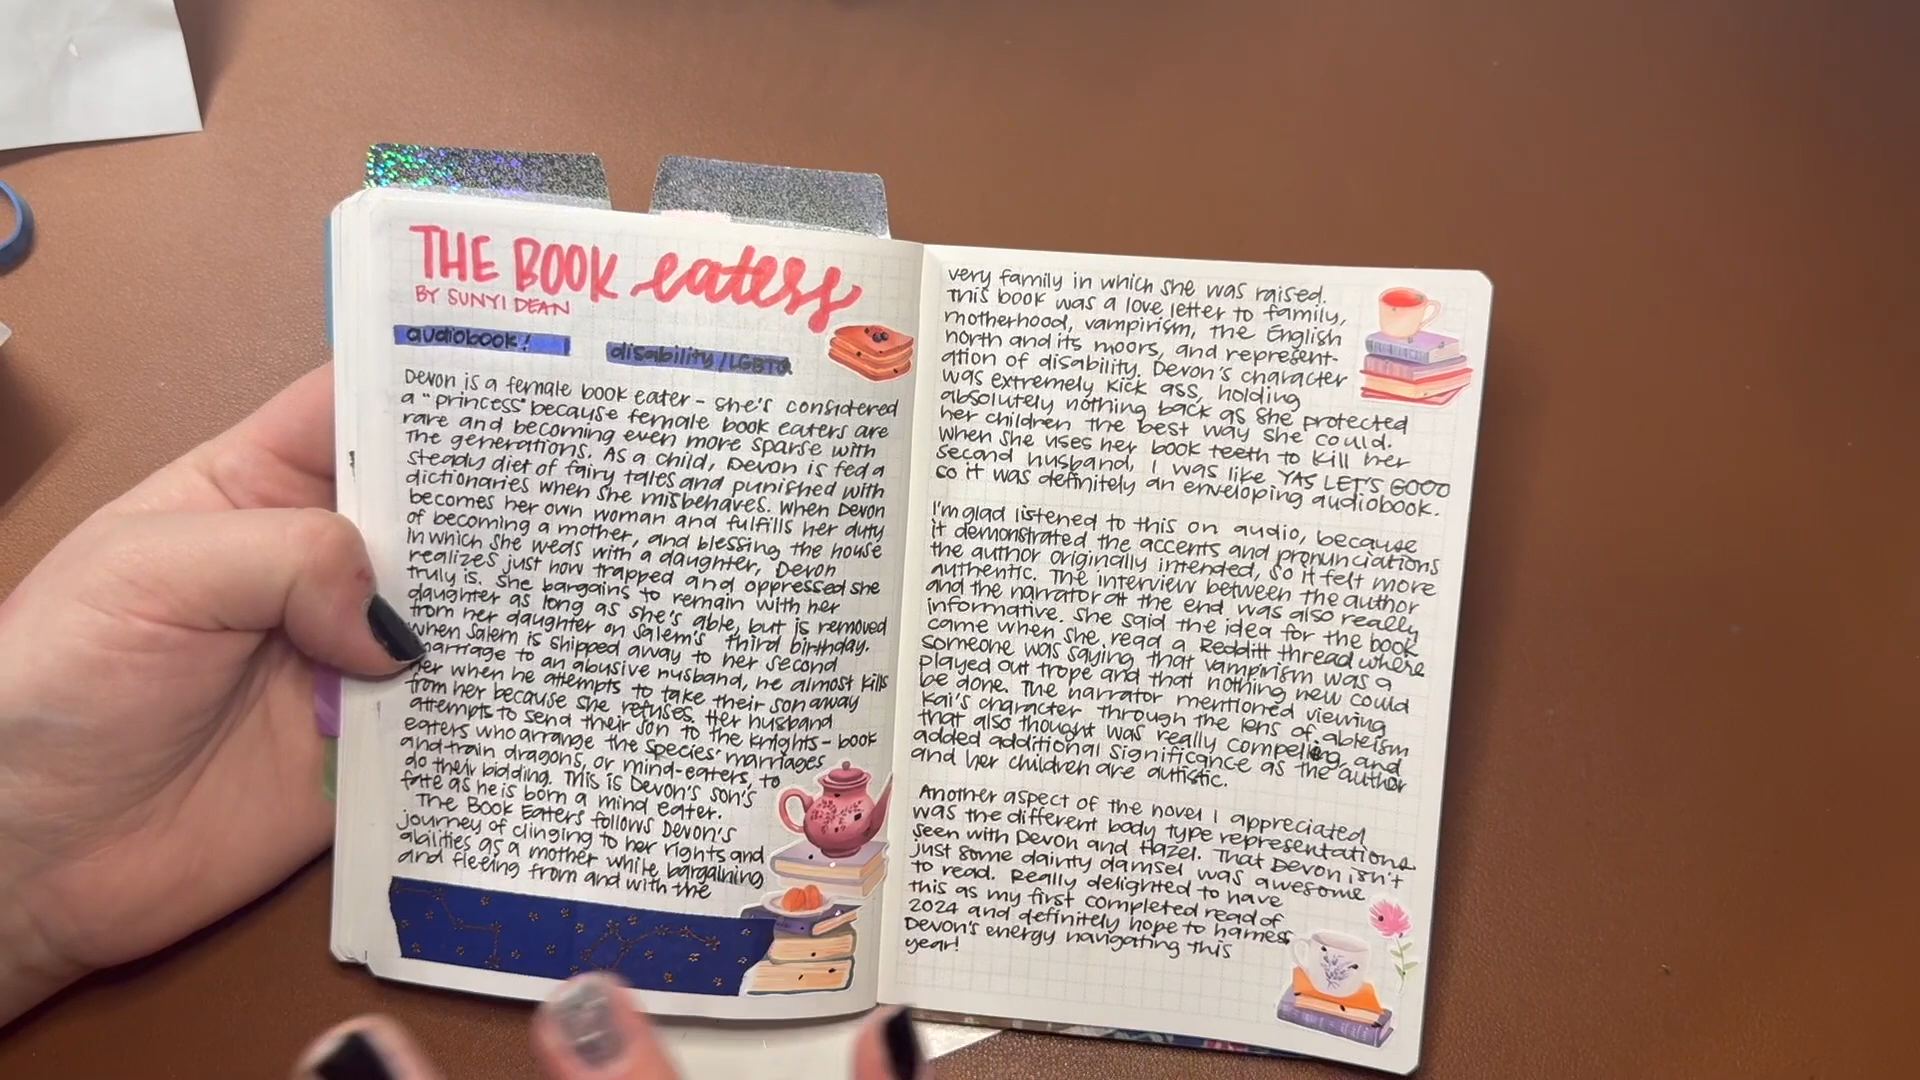 THE BOOK eaters
BY SUNYI DEAN
audiobook!
disability/LGBTQ
Devon is a female book eater - she's considered
a "princess" because female book eaters are
rare and becoming even more sparse with
the generations. As a child, Devon is fed a
steady diet of fairy tales and punished with
dictionaries when she misbehaves. When Devon
becomes her own woman and fulfills her duty
of becoming a mother, and blessing the house
in which she weds with a daughter, Devon
realizes just how trapped and oppressed she
truly is. She bargains to remain with her
daughter as long as she's able, but is removed
from her daughter on Salem's third birthday.
When Salem is shipped away to her second
marriage to an abusive husband, he almost kills
her when he attempts to take their son away
from her because she refuses. Her husband
attempts to send their son to the knights - book
eaters who arrange the species' marriages
and train dragons, or mind-eaters, to
do their bidding. This is Devon's son's
fate as he is born a mind eater.
The Book Eaters follows Devon's
journey of clinging to her rights and
abilities as a mother while bargaining
and fleeing from and with the
very family in which she was raised.
This book was a love letter to family,
motherhood, vampirism, the English
north and its moors, and represent-
ation of disability. Devon's character
was extremely kick ass, holding
absolutely nothing back as she protected
her children the best way she could.
When she uses her book teeth to kill her
second husband, I was like YAS LET'S GOOO
so it was definitely an enveloping audiobook.
I'm glad listened to this on audio, because
it demonstrated the accents and pronunciations
the author originally intended, so it felt more
authentic. The interview between the author
and the narrator at the end was also really
informative. She said the idea for the book
came when she read a Redditt thread where
someone was saying that vampirism was a
played out trope and that nothing new could
be done. The narrator mentioned viewing
Kai's character through the lens of ableism
that also thought was really compelling, and
added additional significance as the author
and her children are autistic.
Another aspect of the novel I appreciated
was the different body type representations
seen with Devon and Hazel. That Devon isn't
just some dainty damsel was awesome
to read. Really delighted to have
this as my first completed read of
2024 and definitely hope to harness
Devon's energy navigating this
year!